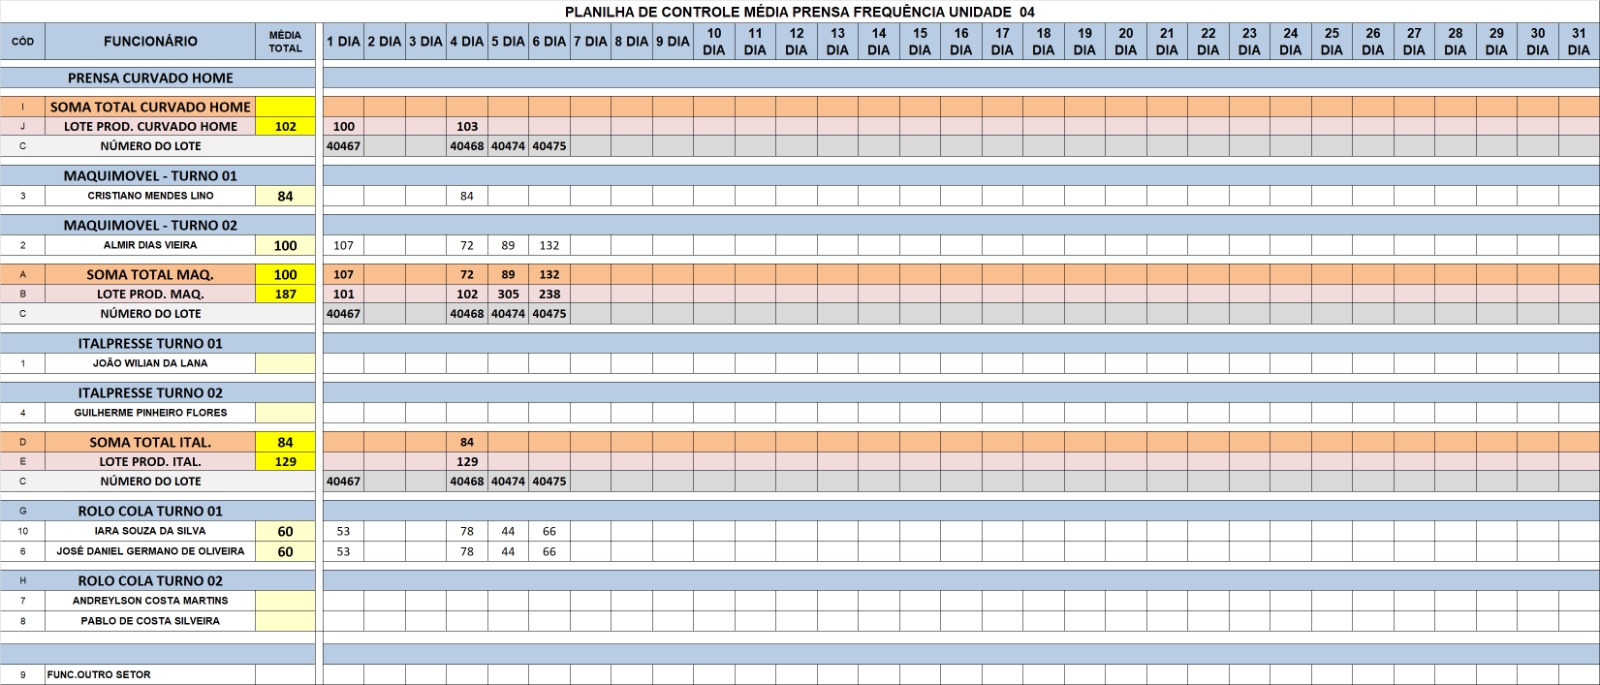 PLANILHA DE CONTROLE MÉDIA PRENSA FREQUÊNCIA UNIDADE 04
CÓD FUNCIONÁRIO MÉDIA TOTAL 1 DIA 2 DIA 3 DIA 4 DIA 5 DIA 6 DIA 7 DIA 8 DIA 9 DIA 10 DIA 11 DIA 12 DIA 13 DIA 14 DIA 15 DIA 16 DIA 17 DIA 18 DIA 19 DIA 20 DIA 21 DIA 22 DIA 23 DIA 24 DIA 25 DIA 26 DIA 27 DIA 28 DIA 29 DIA 30 DIA 31 DIA
PRENSA CURVADO HOME
I SOMA TOTAL CURVADO HOME
J LOTE PROD. CURVADO HOME 102 100 103
C NÚMERO DO LOTE 40467 40468 40474 40475
MAQUIMOVEL - TURNO 01
3 CRISTIANO MENDES LINO 84 84
MAQUIMOVEL - TURNO 02
2 ALMIR DIAS VIEIRA 100 107 72 89 132
A SOMA TOTAL MAQ. 100 107 72 89 132
B LOTE PROD. MAQ. 187 101 102 305 238
C NÚMERO DO LOTE 40467 40468 40474 40475
ITALPRESSE TURNO 01
1 JOÃO WILIAN DA LANA
ITALPRESSE TURNO 02
4 GUILHERME PINHEIRO FLORES
D SOMA TOTAL ITAL. 84 84
E LOTE PROD. ITAL. 129 129
C NÚMERO DO LOTE 40467 40468 40474 40475
G ROLO COLA TURNO 01
10 IARA SOUZA DA SILVA 60 53 78 44 66
6 JOSÉ DANIEL GERMANO DE OLIVEIRA 60 53 78 44 66
H ROLO COLA TURNO 02
7 ANDREYLSON COSTA MARTINS
8 PABLO DE COSTA SILVEIRA
9 FUNC.OUTRO SETOR